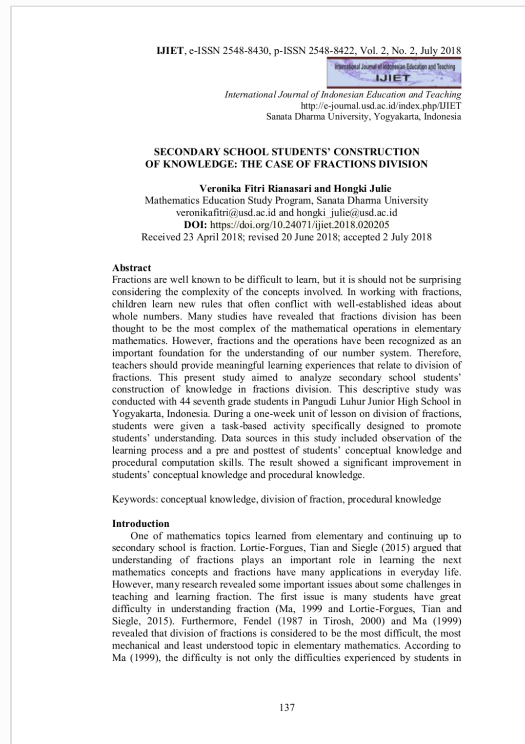 IJIET, e-ISSN 2548-8430, p-ISSN 2548-8422, Vol. 2, No. 2, July 2018
International Journal of Indonesian Education and Teaching
IJIET
International Journal of Indonesian Education and Teaching
http://e-journal.usd.ac.id/index.php/IJIET
Sanata Dharma University, Yogyakarta, Indonesia
SECONDARY SCHOOL STUDENTS’ CONSTRUCTION
OF KNOWLEDGE: THE CASE OF FRACTIONS DIVISION
Veronika Fitri Rianasari and Hongki Julie
Mathematics Education Study Program, Sanata Dharma University
veronikafitri@usd.ac.id and hongki_julie@usd.ac.id
DOI: https://doi.org/10.24071/ijiet.2018.020205
Received 23 April 2018; revised 20 June 2018; accepted 2 July 2018
Abstract
Fractions are well known to be difficult to learn, but it is should not be surprising
considering the complexity of the concepts involved. In working with fractions,
children learn new rules that often conflict with well-established ideas about
whole numbers. Many studies have revealed that fractions division has been
thought to be the most complex of the mathematical operations in elementary
mathematics. However, fractions and the operations have been recognized as an
important foundation for the understanding of our number system. Therefore,
teachers should provide meaningful learning experiences that relate to division of
fractions. This present study aimed to analyze secondary school students’
construction of knowledge in fractions division. This descriptive study was
conducted with 44 seventh grade students in Pangudi Luhur Junior High School in
Yogyakarta, Indonesia. During a one-week unit of lesson on division of fractions,
students were given a task-based activity specifically designed to promote
students’ understanding. Data sources in this study included observation of the
learning process and a pre and posttest of students’ conceptual knowledge and
procedural computation skills. The result showed a significant improvement in
students’ conceptual knowledge and procedural knowledge.
Keywords: conceptual knowledge, division of fraction, procedural knowledge
Introduction
One of mathematics topics learned from elementary and continuing up to
secondary school is fraction. Lortie-Forgues, Tian and Siegle (2015) argued that
understanding of fractions plays an important role in learning the next
mathematics concepts and fractions have many applications in everyday life.
However, many research revealed some important issues about some challenges in
teaching and learning fraction. The first issue is many students have great
difficulty in understanding fraction (Ma, 1999 and Lortie-Forgues, Tian and
Siegle, 2015). Furthermore, Fendel (1987 in Tirosh, 2000) and Ma (1999)
revealed that division of fractions is considered to be the most difficult, the most
mechanical and least understood topic in elementary mathematics. According to
Ma (1999), the difficulty is not only the difficulties experienced by students in
137